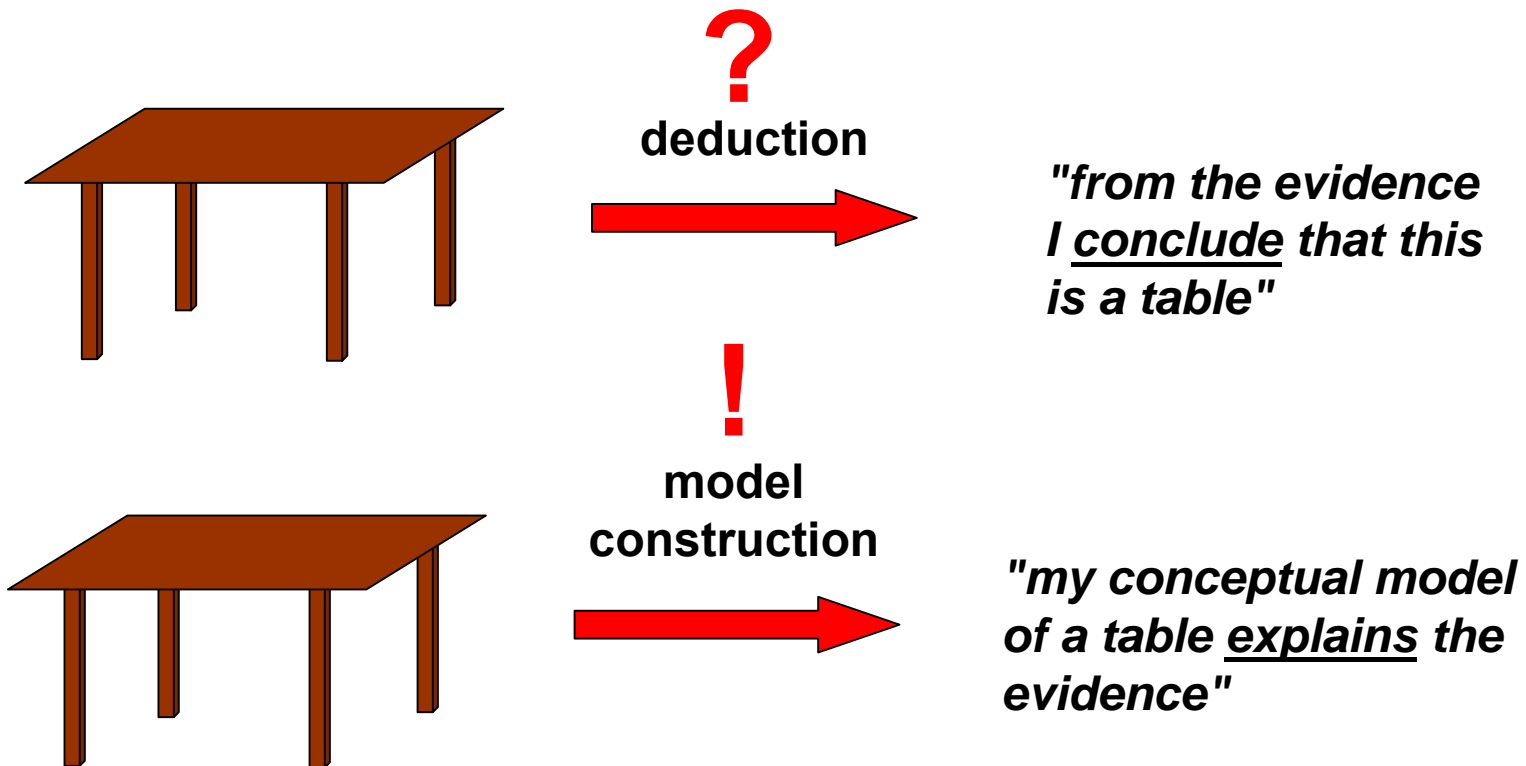 ?
deduction
"from the evidence
I conclude that this
is a table"
!
model
construction
"my conceptual model
of a table explains the
evidence"